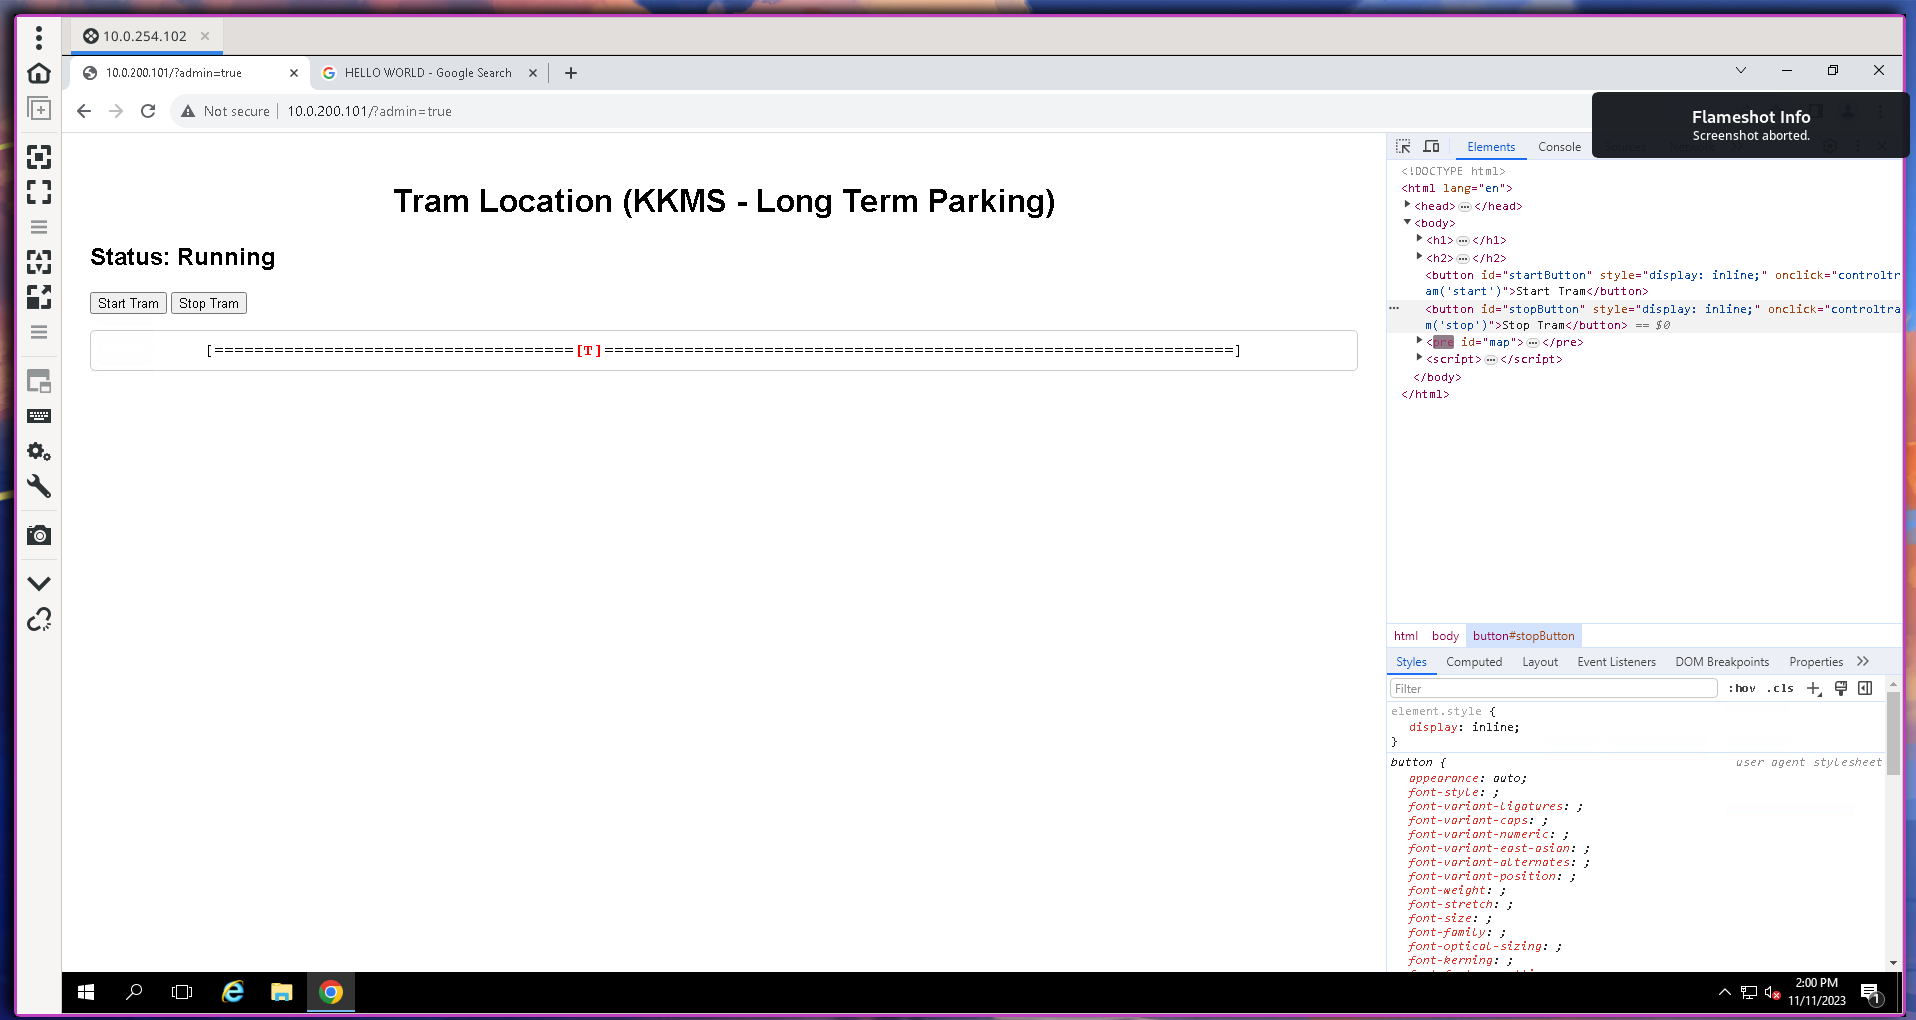 10.0.254.102
10.0.200.101/?admin=true
HELLO WORLD - Google Search
Not secure
10.0.200.101/?admin=true
Flameshot Info
Screenshot aborted.
Tram Location (KKMS - Long Term Parking)
Status: Running
Start Tram
Stop Tram
[====================================[T]===============================================================]
Elements
Console
<!DOCTYPE html>
<html lang="en">
<head> ••• </head>
<body>
<h1> ••• </h1>
<h2> ••• </h2>
<button id="startButton" style="display: inline;" onclick="controltr
am('start')">Start Tram</button>
<button id="stopButton" style="display: inline;" onclick="controltra
m('stop')">Stop Tram</button> == $0
<pre id="map"> ••• </pre>
<script> ••• </script>
</body>
</html>
html
body
button#stopButton
Styles
Computed
Layout
Event Listeners
DOM Breakpoints
Properties
Filter
:hov
.cls
element.style {
display: inline;
}
button {
user agent stylesheet
appearance: auto;
font-style: ;
font-variant-ligatures: ;
font-variant-caps: ;
font-variant-numeric: ;
font-variant-east-asian: ;
font-variant-alternates: ;
font-variant-position: ;
font-weight: ;
font-stretch: ;
font-size: ;
font-family: ;
font-optical-sizing: ;
font-kerning: ;
2:00 PM
11/11/2023
1